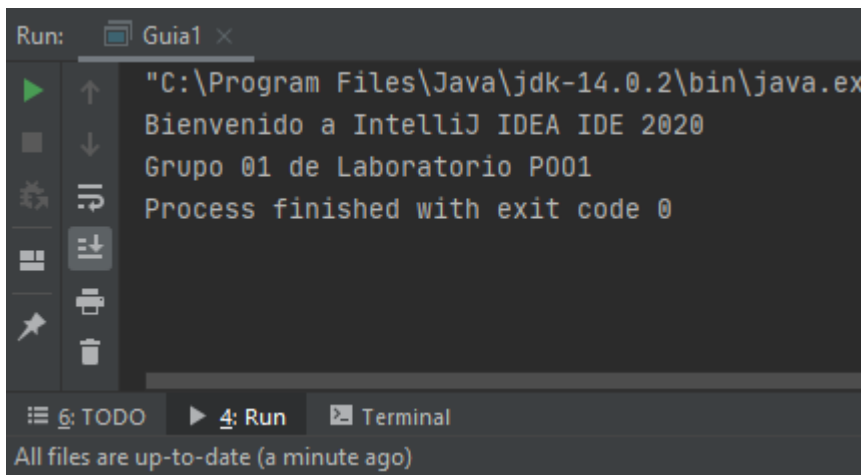 Run: Guia1
"C:\Program Files\Java\jdk-14.0.2\bin\java.ex
Bienvenido a IntelliJ IDEA IDE 2020
Grupo 01 de Laboratorio POO1
Process finished with exit code 0
6: TODO 4: Run Terminal
All files are up-to-date (a minute ago)